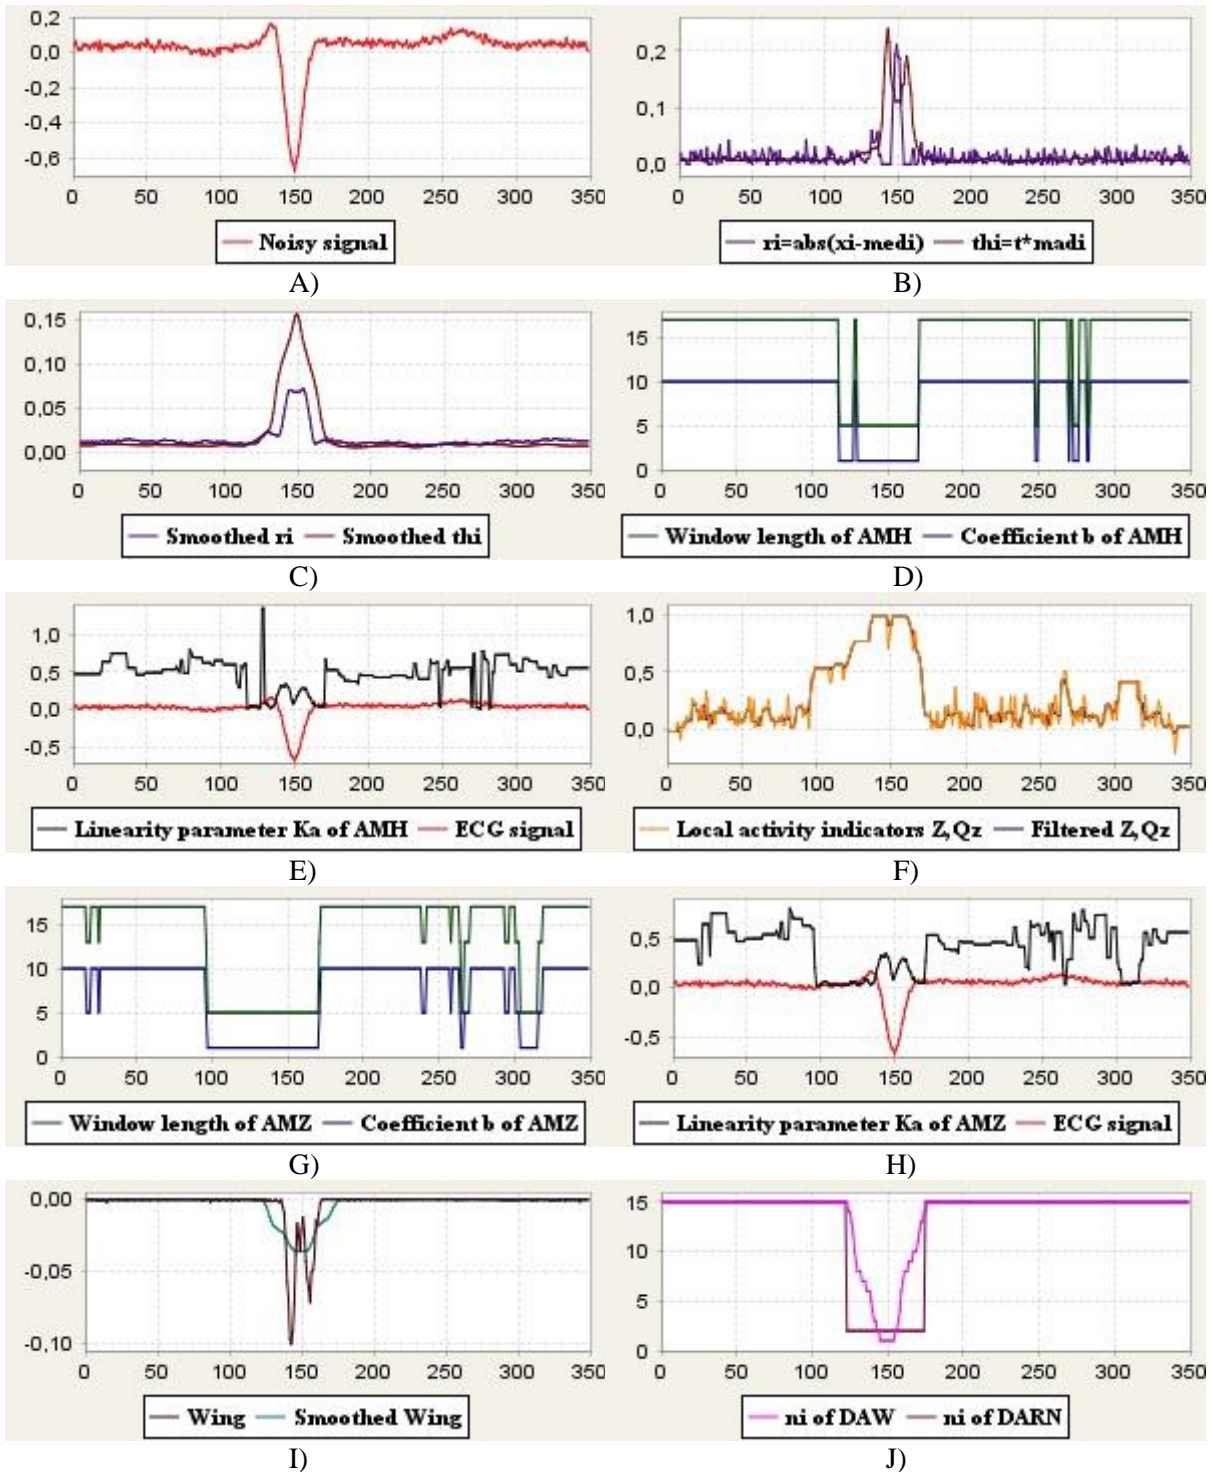 0,2
0,0
-0,2
-0,4
-0,6
0 50 100 150 200 250 300 350
Noisy signal
A)
0,2
0,1
0,0
0 50 100 150 200 250 300 350
ri=abs(xi-medi) thi=t*madi
B)
0,15
0,10
0,05
0,00
0 50 100 150 200 250 300 350
Smoothed ri Smoothed thi
C)
15
10
5
0
0 50 100 150 200 250 300 350
Window length of AMH Coefficient b of AMH
D)
1,0
0,5
0,0
-0,5
0 50 100 150 200 250 300 350
Linearity parameter Ka of AMH ECG signal
E)
1,0
0,5
0,0
0 50 100 150 200 250 300 350
Local activity indicators Z,Qz Filtered Z,Qz
F)
15
10
5
0
0 50 100 150 200 250 300 350
Window length of AMZ Coefficient b of AMZ
G)
0,5
0,0
-0,5
0 50 100 150 200 250 300 350
Linearity parameter Ka of AMZ ECG signal
H)
0,00
-0,05
-0,10
0 50 100 150 200 250 300 350
Wing Smoothed Wing
I)
15
10
5
0
0 50 100 150 200 250 300 350
ni of DAW ni of DARN
J)